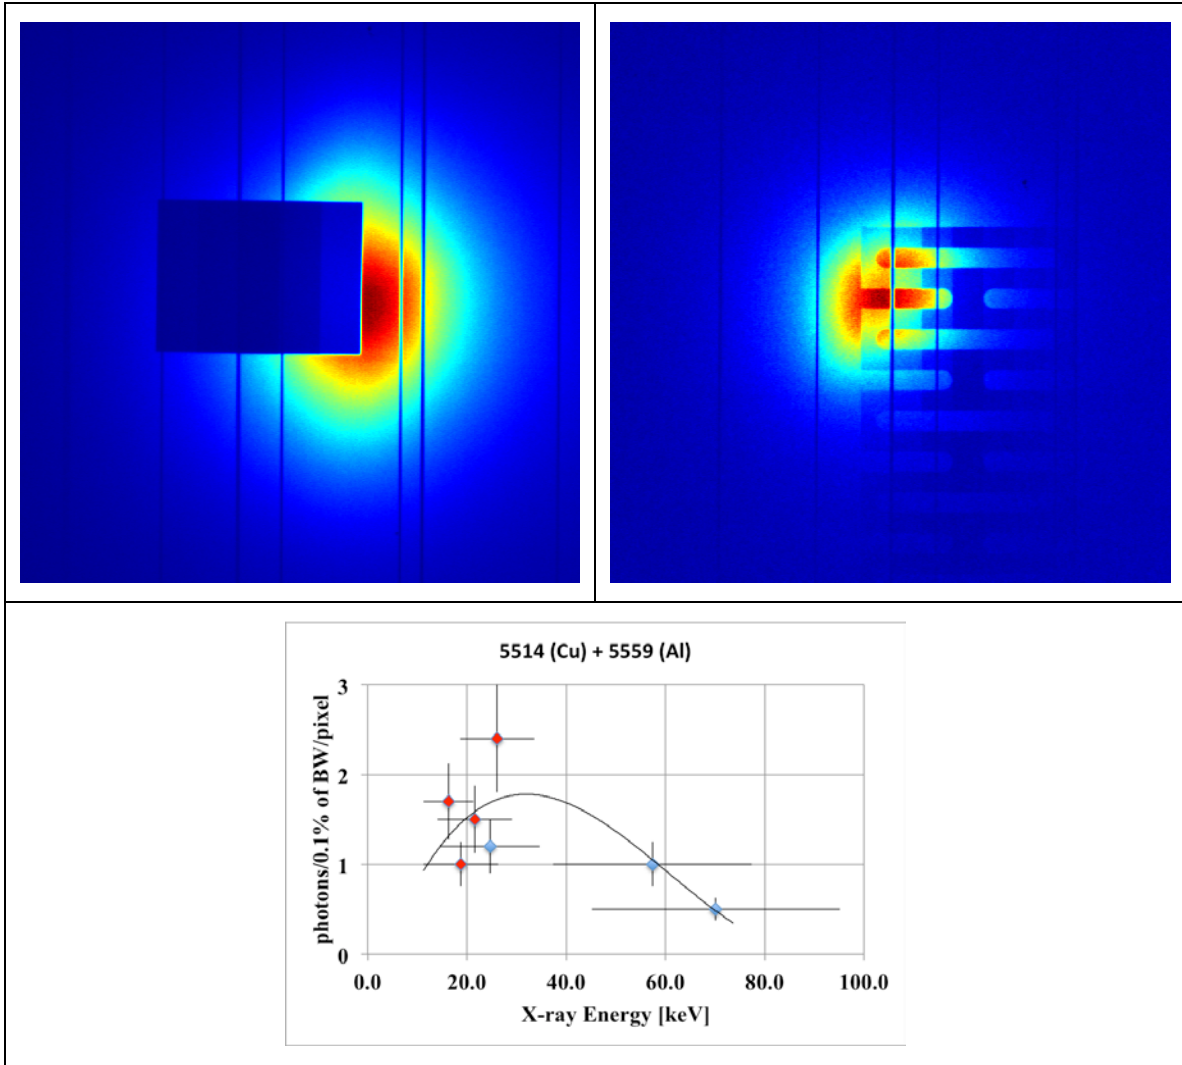 5514 (Cu) + 5559 (Al)
photons/0.1% of BW/pixel
3
2
1
0
0.0 20.0 40.0 60.0 80.0 100.0
X-ray Energy [keV]